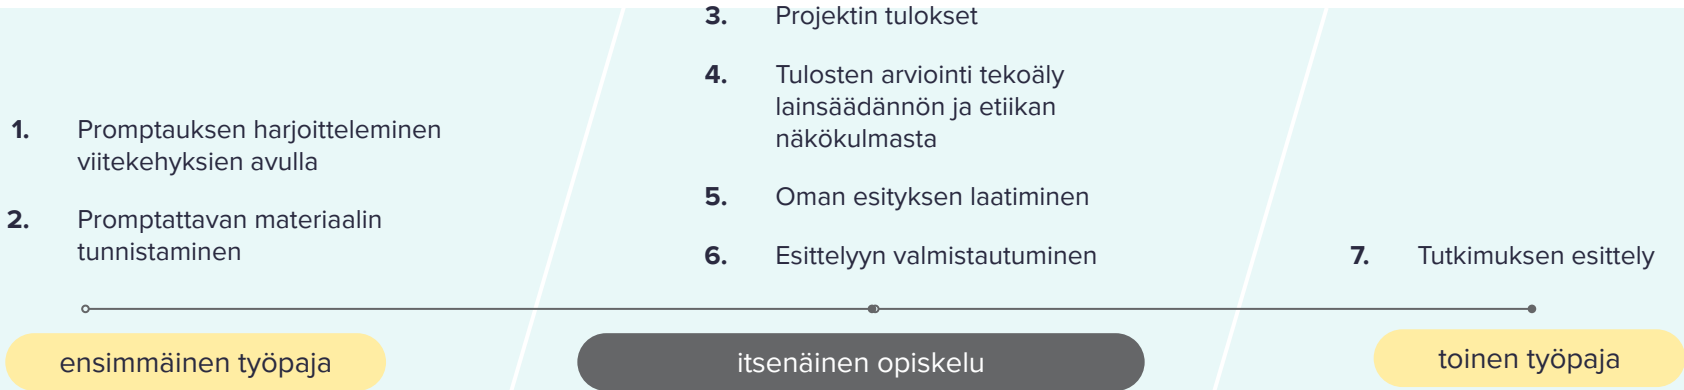 1. Promptauksen harjoitteleminen
viitekehyksien avulla
2. Promptattavan materiaalin
tunnistaminen
ensimmäinen työpaja
3. Projektin tulokset
4. Tulosten arviointi tekoäly
lainsäädännön ja etiikan
näkökulmasta
5. Oman esityksen laatiminen
6. Esittelyyn valmistautuminen
itsenäinen opiskelu
7. Tutkimuksen esittely
toinen työpaja